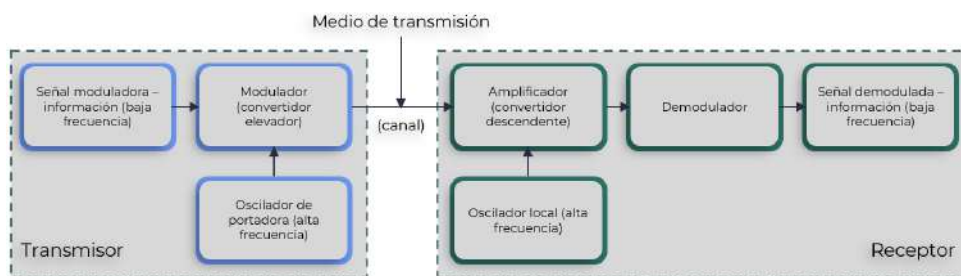 Medio de transmisión
Señal moduladora –
información (baja
frecuencia)
Modulador
(convertidor
elevador)
(canal)
Amplificador
(convertidor
descendente)
Demodulador
Señal demodulada –
información (baja
frecuencia)
Oscilador de
portadora (alta
frecuencia)
Oscilador local (alta
frecuencia)
Transmisor
Receptor